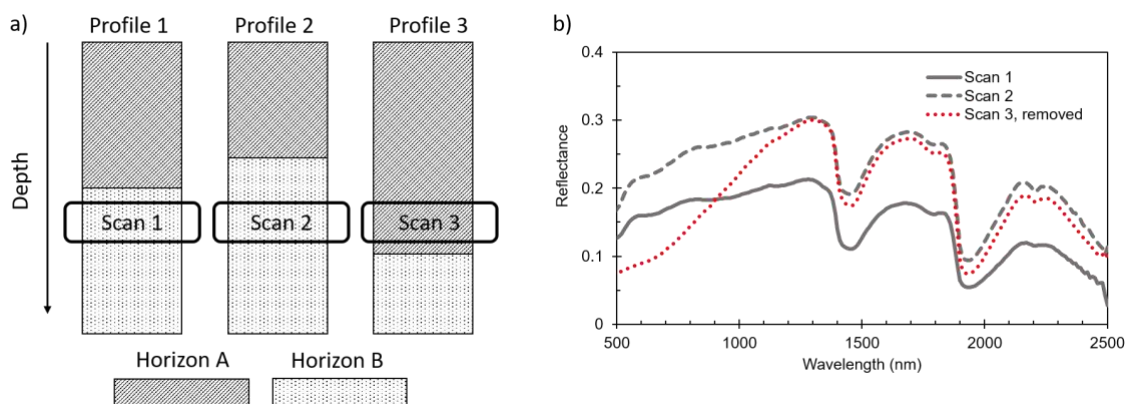 a)
Profile 1 Profile 2 Profile 3
Depth
Scan 1 Scan 2 Scan 3
Horizon A Horizon B
b)
0.4
0.3
0.2
0.1
0
Reflectance
Scan 1
Scan 2
Scan 3, removed
500 1000 1500 2000 2500
Wavelength (nm)